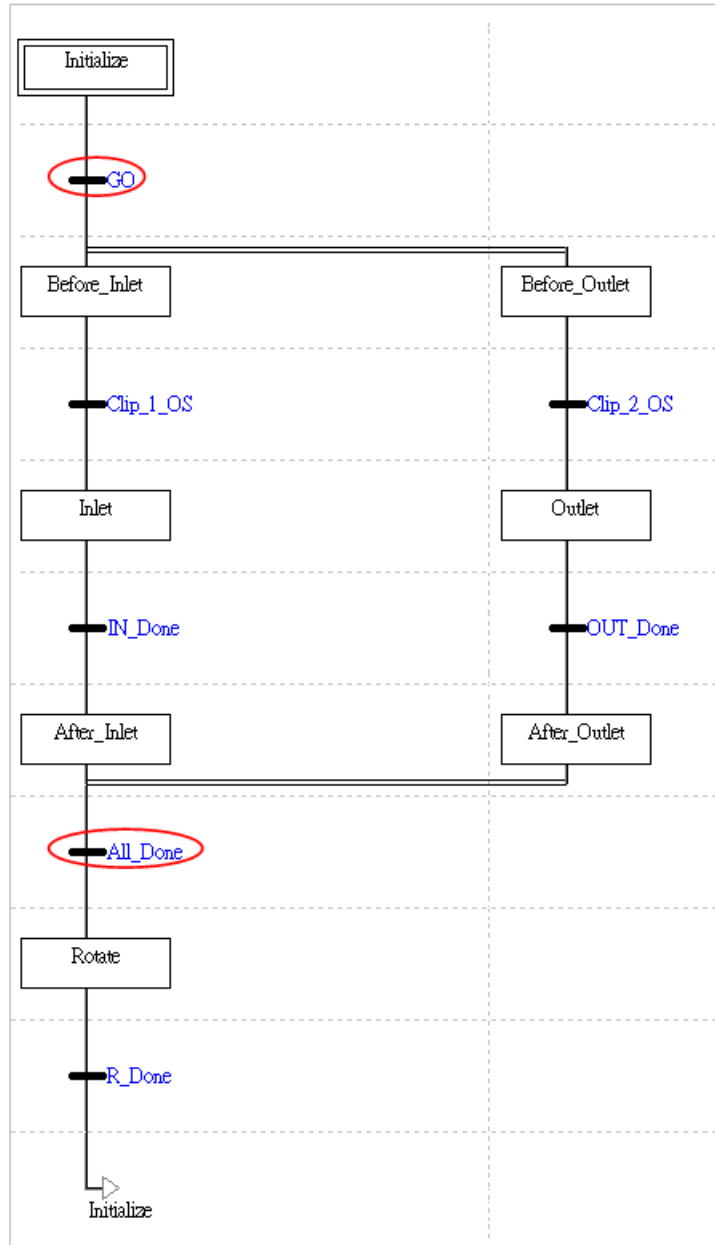 Initialize
GO
Before_Inlet
Before_Outlet
Clip_1_OS
Clip_2_OS
Inlet
Outlet
IN_Done
OUT_Done
After_Inlet
After_Outlet
All_Done
Rotate
R_Done
Initialize